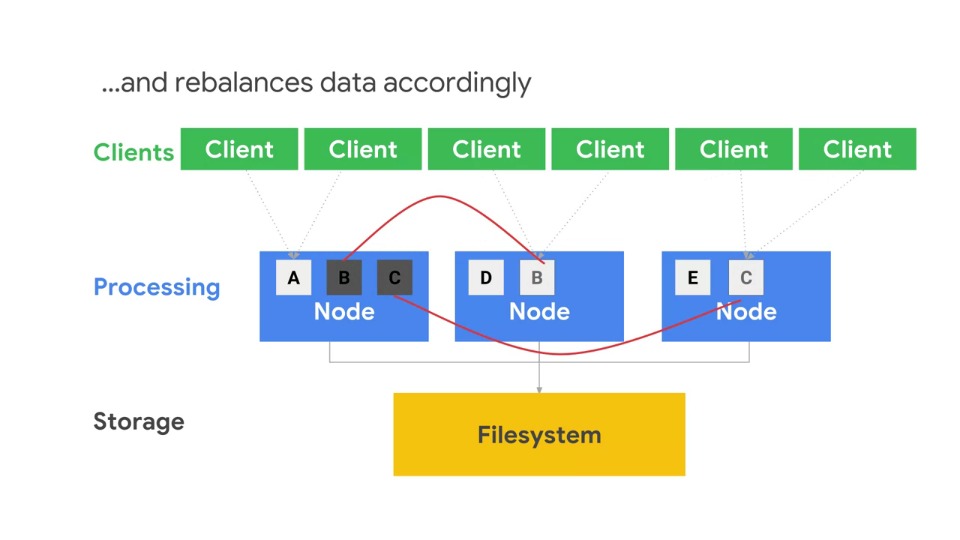 ...and rebalances data accordingly
Clients Client Client Client Client Client Client
Processing
A B C D B E C
Node Node Node
Storage
Filesystem